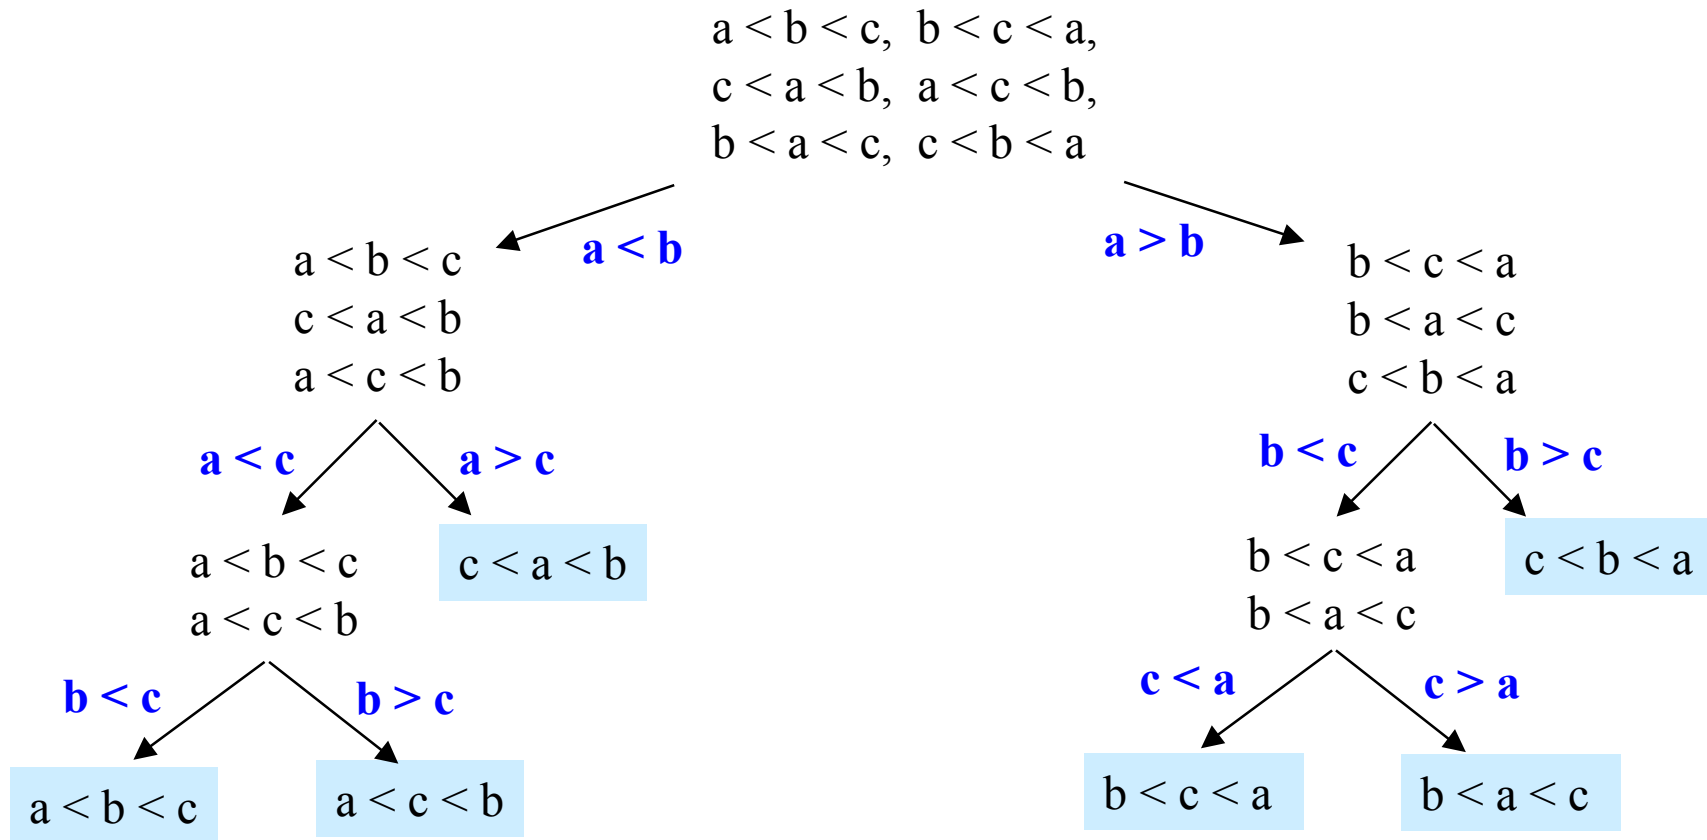 a < b < c, b < c < a,
c < a < b, a < c < b,
b < a < c, c < b < a
a < b
a > b
a < b < c
c < a < b
a < c < b
b < c < a
b < a < c
c < b < a
a < c
a > c
b < c
b > c
a < b < c
a < c < b
c < a < b
b < c < a
b < a < c
c < b < a
b < c
b > c
c < a
c > a
a < b < c
a < c < b
b < c < a
b < a < c